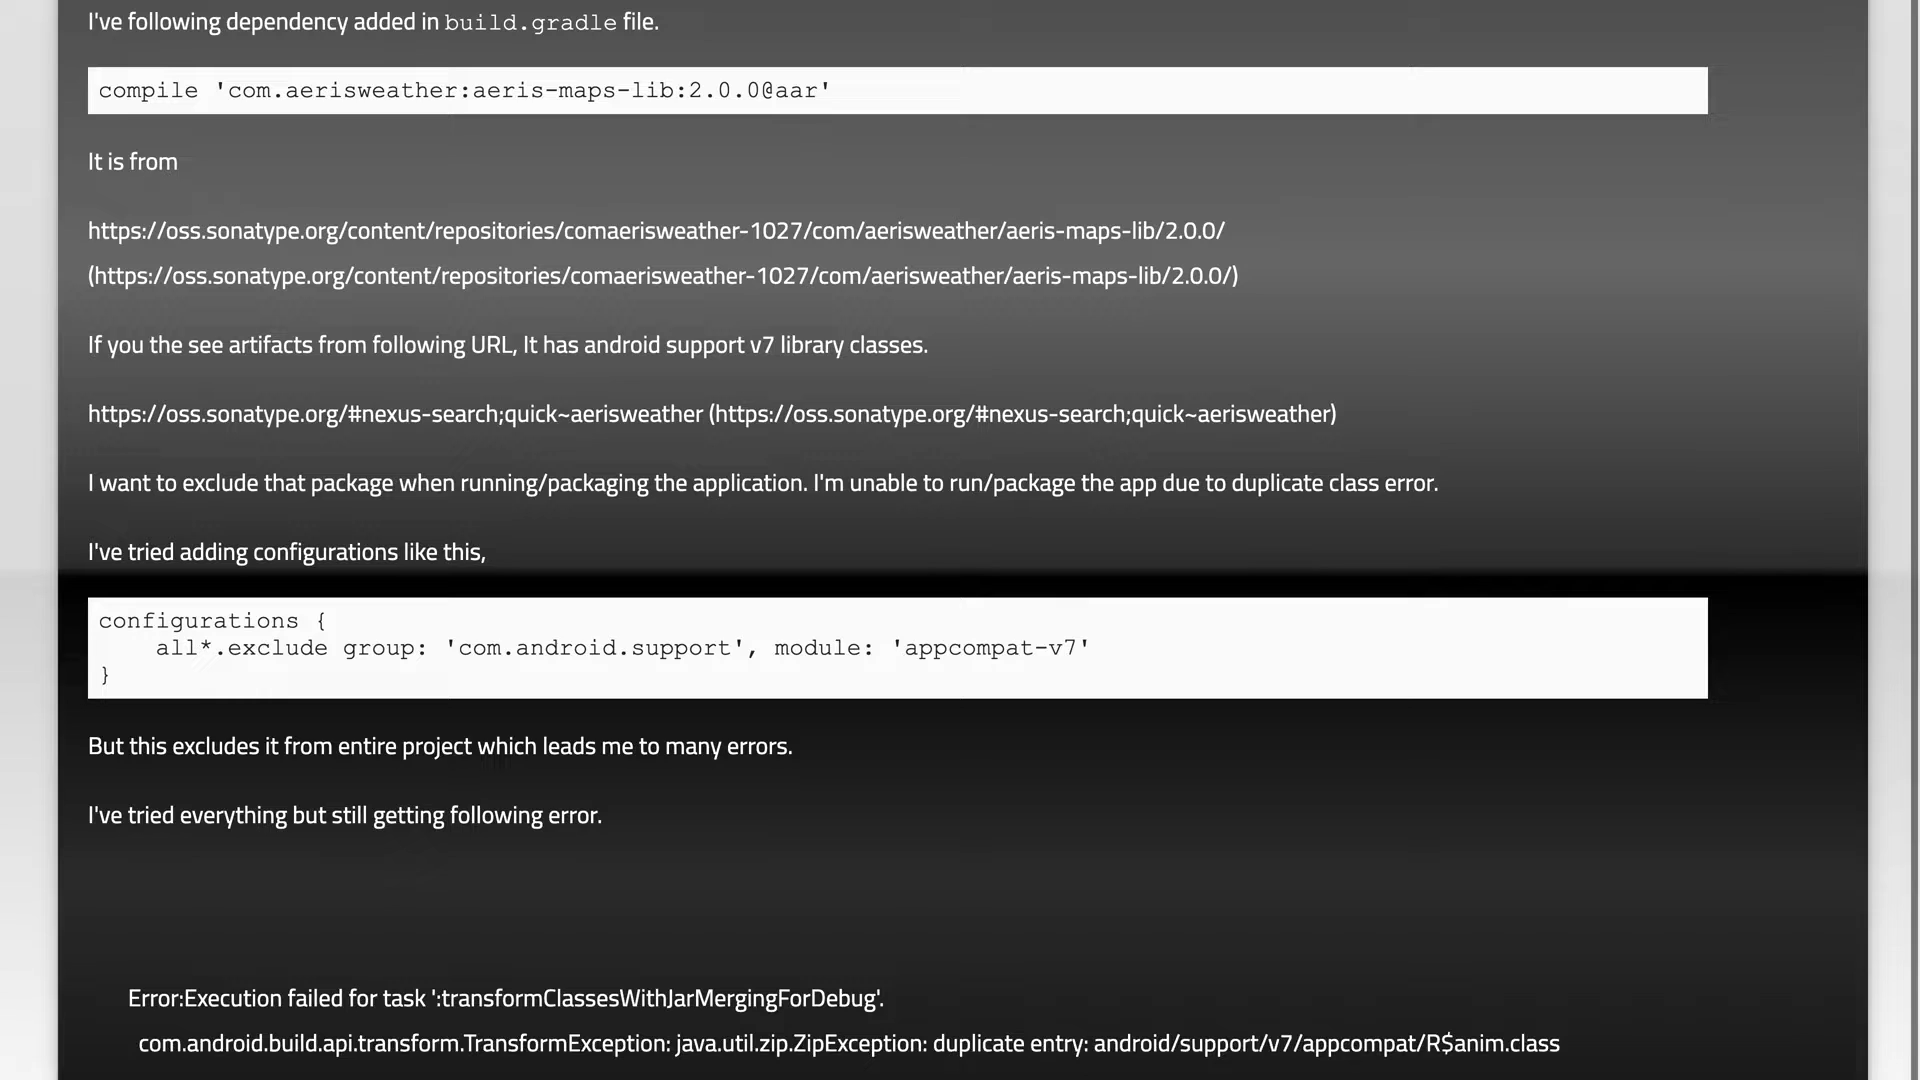 I've following dependency added in build.gradle file.
compile 'com.aerisweather:aeris-maps-lib:2.0.0@aar'
It is from
https://oss.sonatype.org/content/repositories/comaerisweather-1027/com/aerisweather/aeris-maps-lib/2.0.0/
(https://oss.sonatype.org/content/repositories/comaerisweather-1027/com/aerisweather/aeris-maps-lib/2.0.0/)
If you the see artifacts from following URL, It has android support v7 library classes.
https://oss.sonatype.org/#nexus-search;quick~aerisweather (https://oss.sonatype.org/#nexus-search;quick~aerisweather)
I want to exclude that package when running/packaging the application. I'm unable to run/package the app due to duplicate class error.
I've tried adding configurations like this,
configurations {
    all*.exclude group: 'com.android.support', module: 'appcompat-v7'
}
But this excludes it from entire project which leads me to many errors.
I've tried everything but still getting following error.
Error:Execution failed for task ':transformClassesWithJarMergingForDebug'.
com.android.build.api.transform.TransformException: java.util.zip.ZipException: duplicate entry: android/support/v7/appcompat/R$anim.class